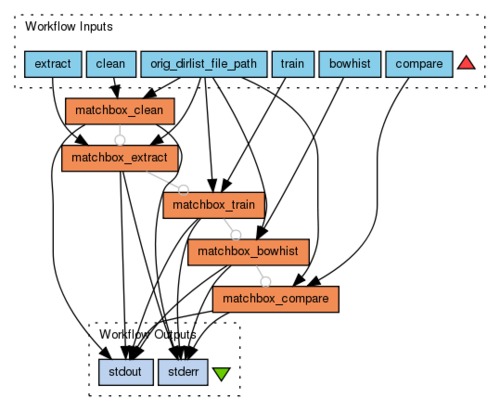 Workflow Inputs
extract clean orig_dirlist_file_path train bowhist compare
matchbox_clean
matchbox_extract
matchbox_train
matchbox_bowhist
matchbox_compare
Workflow Outputs
stdout stderr